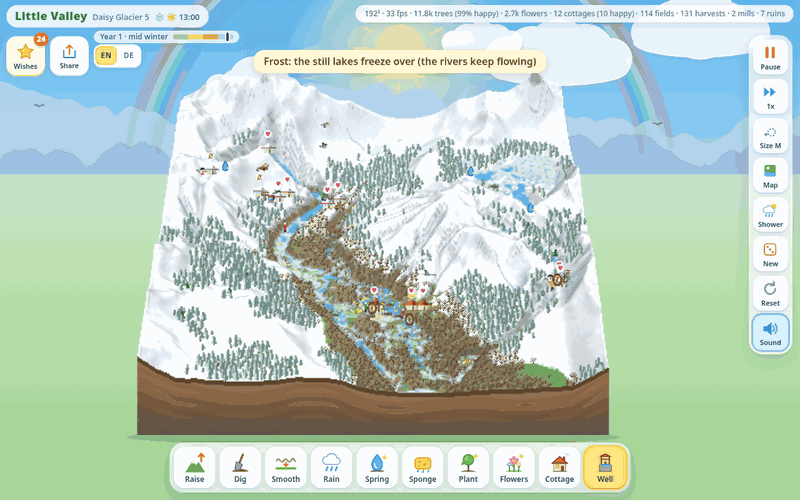 Little Valley Daisy Glacier 5 13:00
192² · 33 fps · 11.8k trees (99% happy) · 2.7k flowers · 12 cottages (10 happy) · 114 fields · 131 harvests · 2 mills · 7 ruins
24
Wishes
Share
Year 1 · mid winter
EN
DE
Frost: the still lakes freeze over (the rivers keep flowing)
Pause
1x
Size M
Map
Shower
New
Reset
Sound
Raise
Dig
Smooth
Rain
Spring
Sponge
Plant
Flowers
Cottage
Well